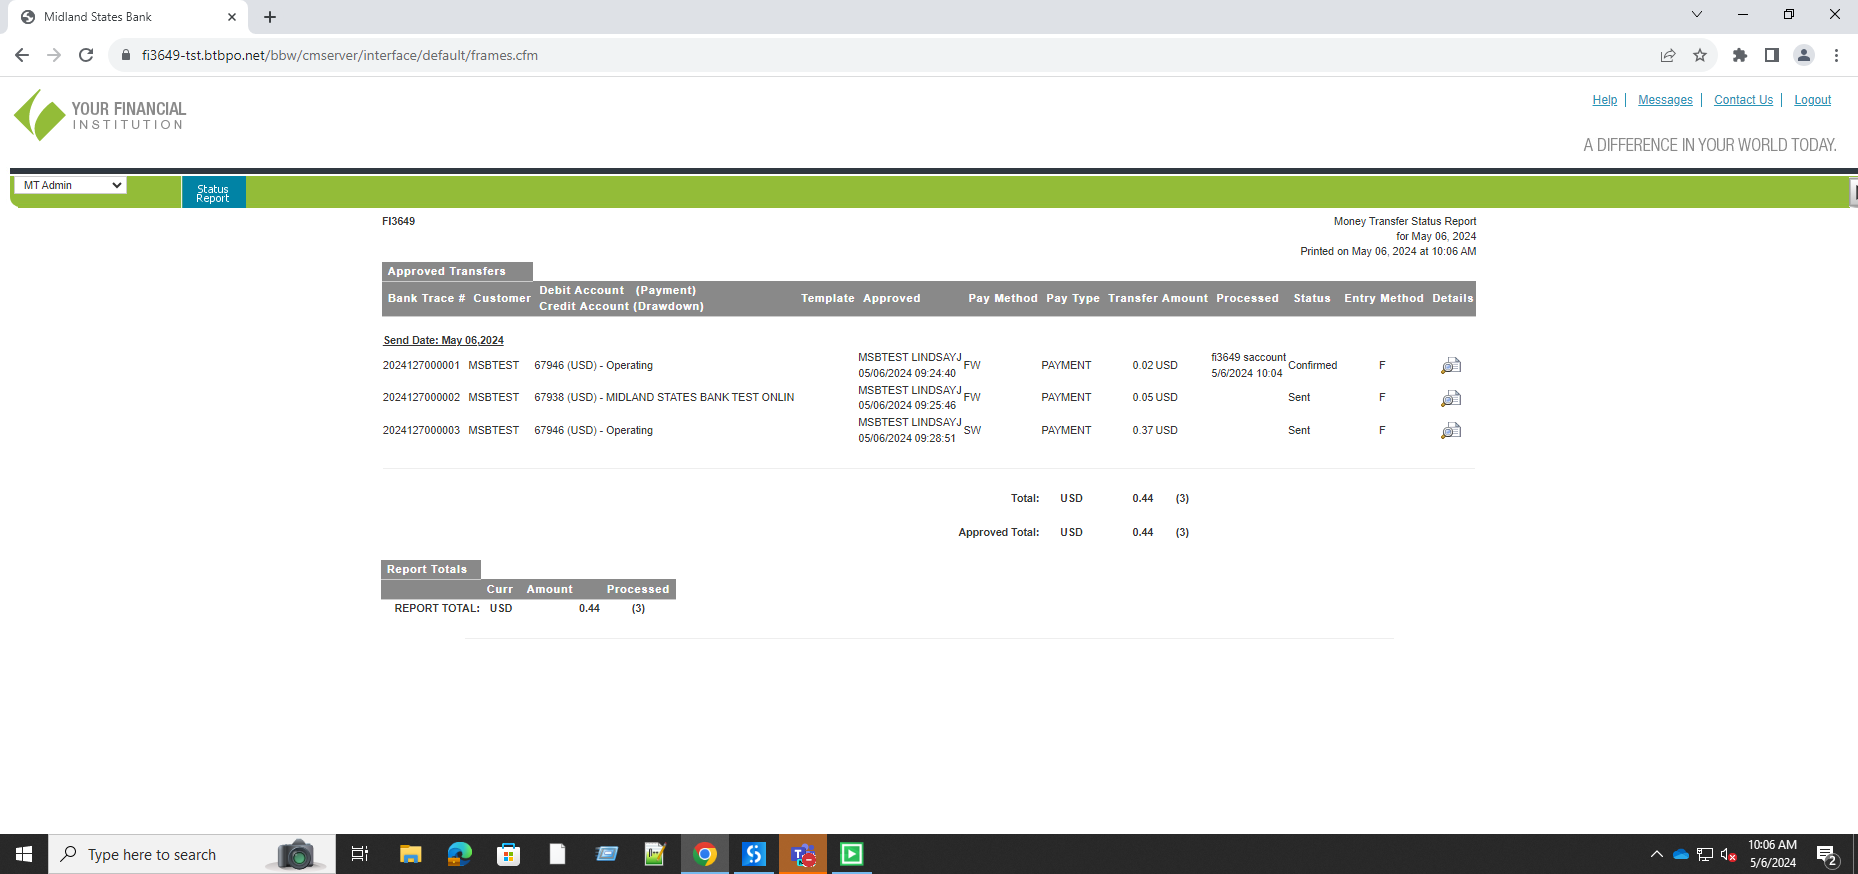 Midland States Bank
fi3649-tst.btbpo.net/bbw/cmserver/interface/default/frames.cfm
YOUR FINANCIAL
INSTITUTION
Help | Messages | Contact Us | Logout
A DIFFERENCE IN YOUR WORLD TODAY.
MT Admin
Status
Report
FI3649
Money Transfer Status Report
for May 06, 2024
Printed on May 06, 2024 at 10:06 AM
Approved Transfers
Bank Trace # Customer Debit Account (Payment) Template Approved Pay Method Pay Type Transfer Amount Processed Status Entry Method Details
Credit Account (Drawdown)
Send Date: May 06,2024
MSBTEST LINDSAYJ fi3649 saccount
2024127000001 MSBTEST 67946 (USD) - Operating FW PAYMENT 0.02 USD Confirmed F
05/06/2024 09:24:40 5/6/2024 10:04
MSBTEST LINDSAYJ
2024127000002 MSBTEST 67938 (USD) - MIDLAND STATES BANK TEST ONLIN FW PAYMENT 0.05 USD Sent F
05/06/2024 09:25:46
MSBTEST LINDSAYJ
2024127000003 MSBTEST 67946 (USD) - Operating SW PAYMENT 0.37 USD Sent F
05/06/2024 09:28:51
Total: USD 0.44 (3)
Approved Total: USD 0.44 (3)
Report Totals
Curr Amount Processed
REPORT TOTAL: USD 0.44 (3)
Type here to search
10:06 AM
5/6/2024
2